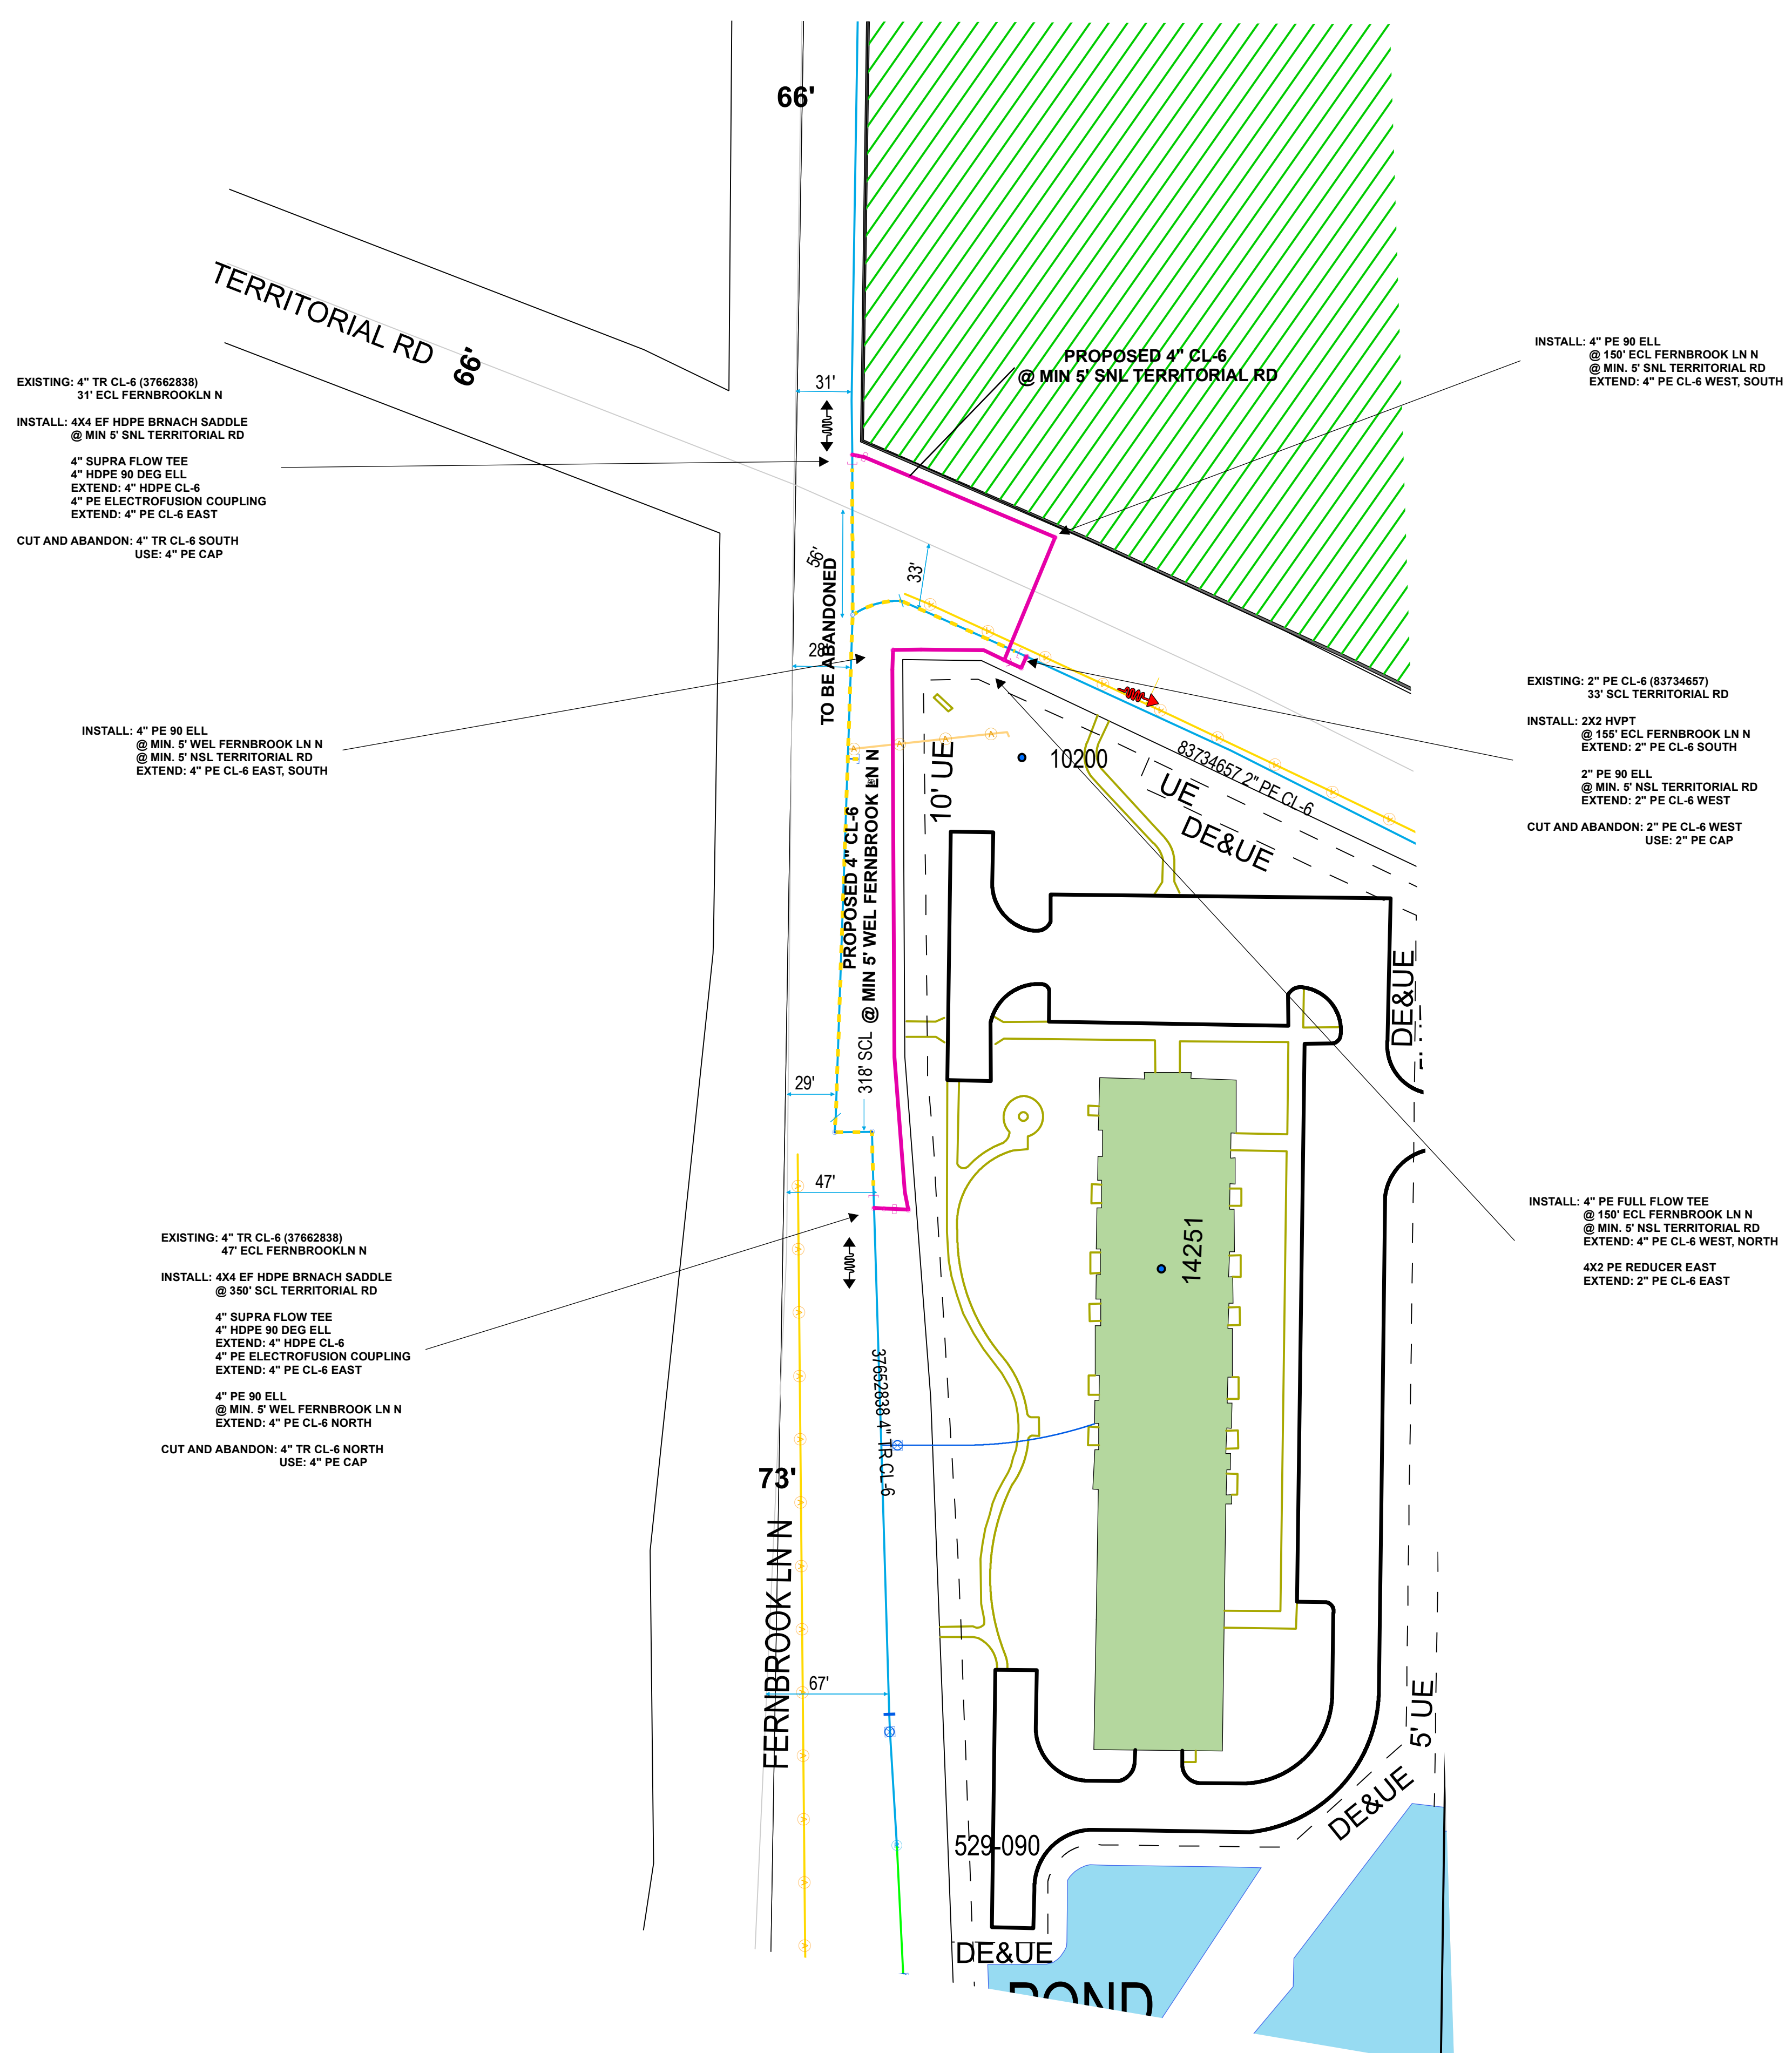 66'
TERRITORIAL RD
66'
31'
PROPOSED 4" CL-6
@ MIN 5' SNL TERRITORIAL RD
INSTALL: 4" PE 90 ELL
@ 150' ECL FERNBROOK LN N
@ MIN. 5' SNL TERRITORIAL RD
EXTEND: 4" PE CL-6 WEST, SOUTH
EXISTING: 4" TR CL-6 (37662838)
31' ECL FERNBROOKLN N
INSTALL: 4X4 EF HDPE BRNACH SADDLE
@ MIN 5' SNL TERRITORIAL RD
4" SUPRA FLOW TEE
4" HDPE 90 DEG ELL
EXTEND: 4" HDPE CL-6
4" PE ELECTROFUSION COUPLING
EXTEND: 4" PE CL-6 EAST
CUT AND ABANDON: 4" TR CL-6 SOUTH
USE: 4" PE CAP
56'
33'
TO BE ABANDONED
28'
EXISTING: 2" PE CL-6 (83734657)
33' SCL TERRITORIAL RD
INSTALL: 2X2 HVPT
@ 155' ECL FERNBROOK LN N
EXTEND: 2" PE CL-6 SOUTH
2" PE 90 ELL
@ MIN. 5' NSL TERRITORIAL RD
EXTEND: 2" PE CL-6 WEST
CUT AND ABANDON: 2" PE CL-6 WEST
USE: 2" PE CAP
INSTALL: 4" PE 90 ELL
@ MIN. 5' WEL FERNBROOK LN N
@ MIN. 5' NSL TERRITORIAL RD
EXTEND: 4" PE CL-6 EAST, SOUTH
10200
83734657 2" PE CL-6
10' UE
UE
DE&UE
PROPOSED 4" CL-6
@ MIN 5' WEL FERNBROOK LN N
318' SCL
DE&UE
29'
47'
INSTALL: 4" PE FULL FLOW TEE
@ 150' ECL FERNBROOK LN N
@ MIN. 5' NSL TERRITORIAL RD
EXTEND: 4" PE CL-6 WEST, NORTH
4X2 PE REDUCER EAST
EXTEND: 2" PE CL-6 EAST
14251
EXISTING: 4" TR CL-6 (37662838)
47' ECL FERNBROOKLN N
INSTALL: 4X4 EF HDPE BRNACH SADDLE
@ 350' SCL TERRITORIAL RD
4" SUPRA FLOW TEE
4" HDPE 90 DEG ELL
EXTEND: 4" HDPE CL-6
4" PE ELECTROFUSION COUPLING
EXTEND: 4" PE CL-6 EAST
4" PE 90 ELL
@ MIN. 5' WEL FERNBROOK LN N
EXTEND: 4" PE CL-6 NORTH
CUT AND ABANDON: 4" TR CL-6 NORTH
USE: 4" PE CAP
37652838 4" TR CL-6
73'
FERNBROOK LN N
67'
5' UE
DE&UE
529-090
DE&UE
POND